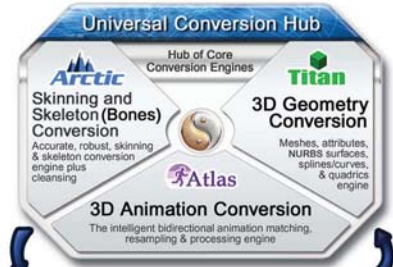 Universal Conversion Hub
Hub of Core
Conversion Engines
Arctic
Skinning and
Skeleton (Bones)
Conversion
Accurate, robust, skinning
& skeleton conversion
engine plus
cleansing
Titan
3D Geometry
Conversion
Meshes, attributes,
NURBS surfaces,
splines/curves,
& quadrics
engine
Atlas
3D Animation Conversion
The intelligent bidirectional animation matching,
resampling & processing engine